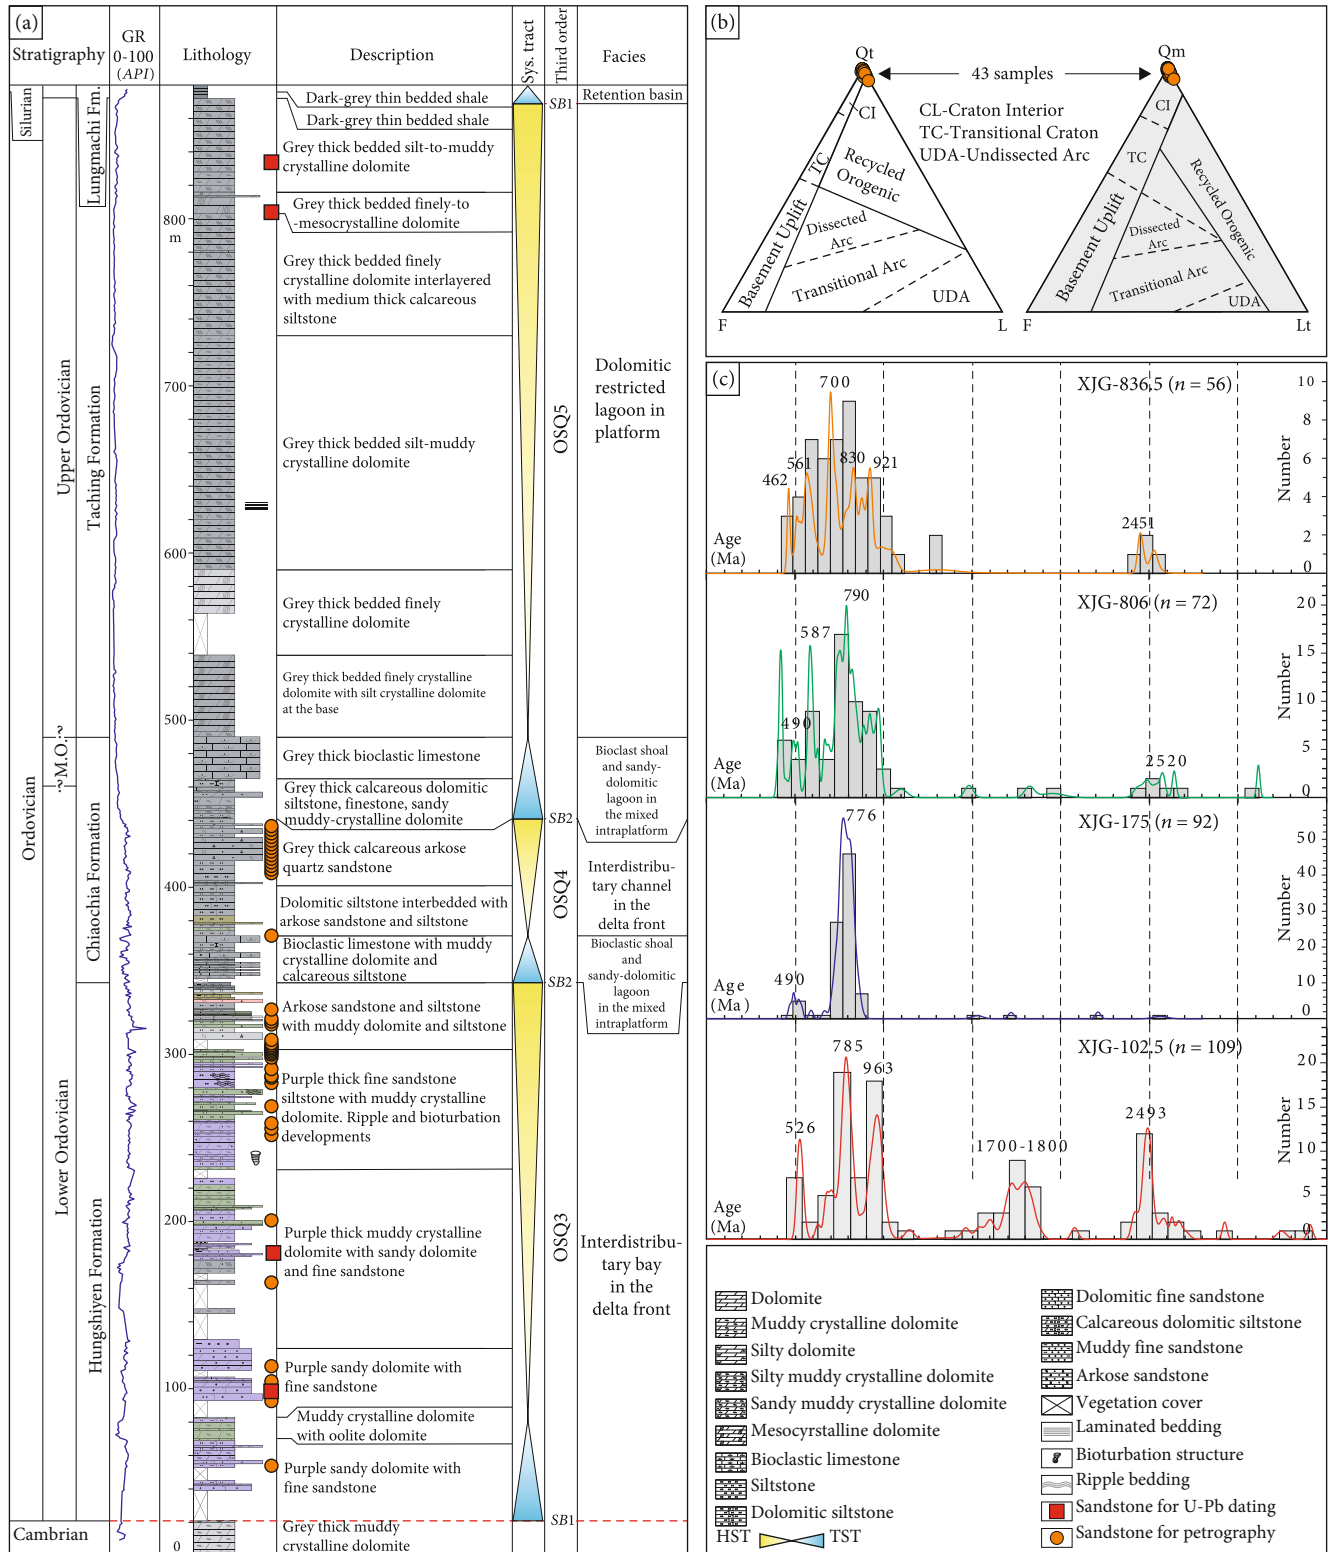 (a)
Stratigraphy
GR
0-100
(API)
Lithology
Description
Sys. tract
Third order
Facies
Silurian
Lungmachi Fm.
Dark-grey thin bedded shale
Dark-grey thin bedded shale
SB1
Retention basin
Grey thick bedded silt-to-muddy
crystalline dolomite
Grey thick bedded finely-to
-mesocrystalline dolomite
800
m
Grey thick bedded finely
crystalline dolomite interlayered
with medium thick calcareous
siltstone
700
Upper Ordovician
Taching Formation
Grey thick bedded silt-muddy
crystalline dolomite
OSQ5
Dolomitic
restricted
lagoon in
platform
600
Grey thick bedded finely
crystalline dolomite
Grey thick bedded finely crystalline
dolomite with silt crystalline dolomite
at the base
500
Ordovician
?
M.O.
?
Grey thick bioclastic limestone
Grey thick calcareous dolomitic
siltstone, finestone, sandy
muddy-crystalline dolomite
SB2
Bioclast shoal
and sandy-
dolomitic
lagoon in
the mixed
intraplatform
Chiaochia Formation
Grey thick calcareous arkose
quartz sandstone
400
Dolomitic siltstone interbedded with
arkose sandstone and siltstone
OSQ4
Interdistribu-
tary channel
in the
delta front
Bioclastic limestone with muddy
crystalline dolomite and
calcareous siltstone
SB2
Bioclastic shoal
and
sandy-dolomitic
lagoon
in the mixed
intraplatform
Lower Ordovician
Hungshiyen Formation
Arkose sandstone and siltstone
with muddy dolomite and siltstone
300
Purple thick fine sandstone
siltstone with muddy crystalline
dolomite. Ripple and bioturbation
developments
200
Purple thick muddy crystalline
dolomite with sandy dolomite
and fine sandstone
OSQ3
Interdistribu-
tary bay
in the
delta front
Purple sandy dolomite with
fine sandstone
100
Muddy crystalline dolomite
with oolite dolomite
Purple sandy dolomite with
fine sandstone
SB1
Cambrian
0
Grey thick muddy
crystalline dolomite
(b)
Qt
43 samples
Qm
CL-Craton Interior
TC-Transitional Craton
UDA-Undissected Arc
CI
TC
Recycled
Orogenic
Basement Uplift
Dissected
Arc
Transitional Arc
UDA
F
L
CI
TC
Recycled Orogenic
Basement Uplift
Dissected
Arc
Transitional Arc
UDA
F
Lt
(c)
XJG-836,5 (n = 56)
462
561
700
830
921
2451
Age
(Ma)
10
8
6
4
2
0
Number
XJG-806 (n = 72)
490
587
790
2520
Age
(Ma)
20
15
10
5
0
Number
XJG-175 (n = 92)
490
776
Age
(Ma)
50
40
30
20
10
0
Number
XJG-102,5 (n = 109)
526
785
963
1700-1800
2493
Age
(Ma)
20
15
10
5
0
Number
Dolomite
Muddy crystalline dolomite
Silty dolomite
Silty muddy crystalline dolomite
Sandy muddy crystalline dolomite
Mesocyrstalline dolomite
Bioclastic limestone
Siltstone
Dolomitic siltstone
HST
TST
Dolomitic fine sandstone
Calcareous dolomitic siltstone
Muddy fine sandstone
Arkose sandstone
Vegetation cover
Laminated bedding
Bioturbation structure
Ripple bedding
Sandstone for U-Pb dating
Sandstone for petrography